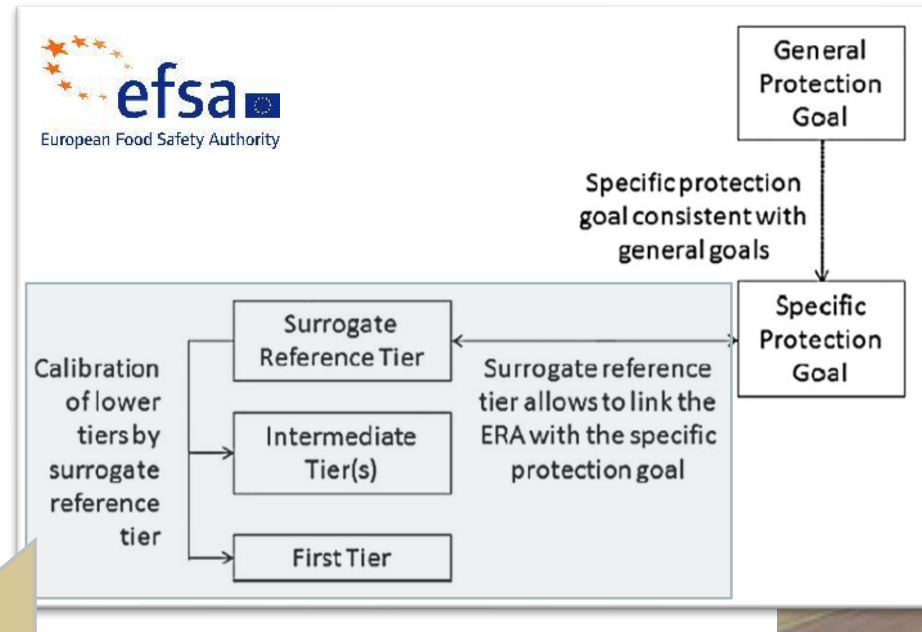 efsa
European Food Safety Authority
General
Protection
Goal
Specific protection
goal consistent with
general goals
Specific
Protection
Goal
Surrogate
Reference Tier
Calibration
of lower
tiers by
surrogate
reference
tier
Surrogate reference
tier allows to link the
ERA with the specific
protection goal
Intermediate
Tier(s)
First Tier